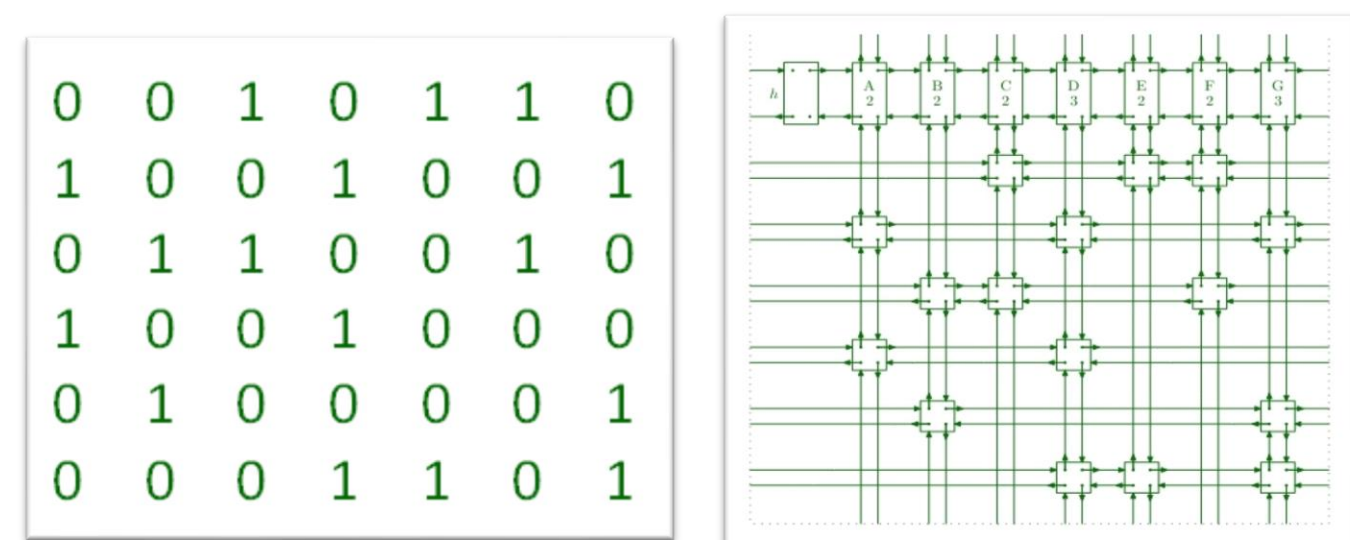 0 0 1 0 1 1 0
1 0 0 1 0 0 1
0 1 1 0 0 1 0
1 0 0 1 0 0 0
0 1 0 0 0 0 1
0 0 0 1 1 0 1
h
A B C D E F G
2 2 2 3 2 2 3